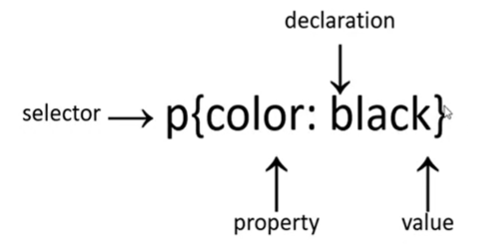 declaration
selector
p{color: black}
property
value